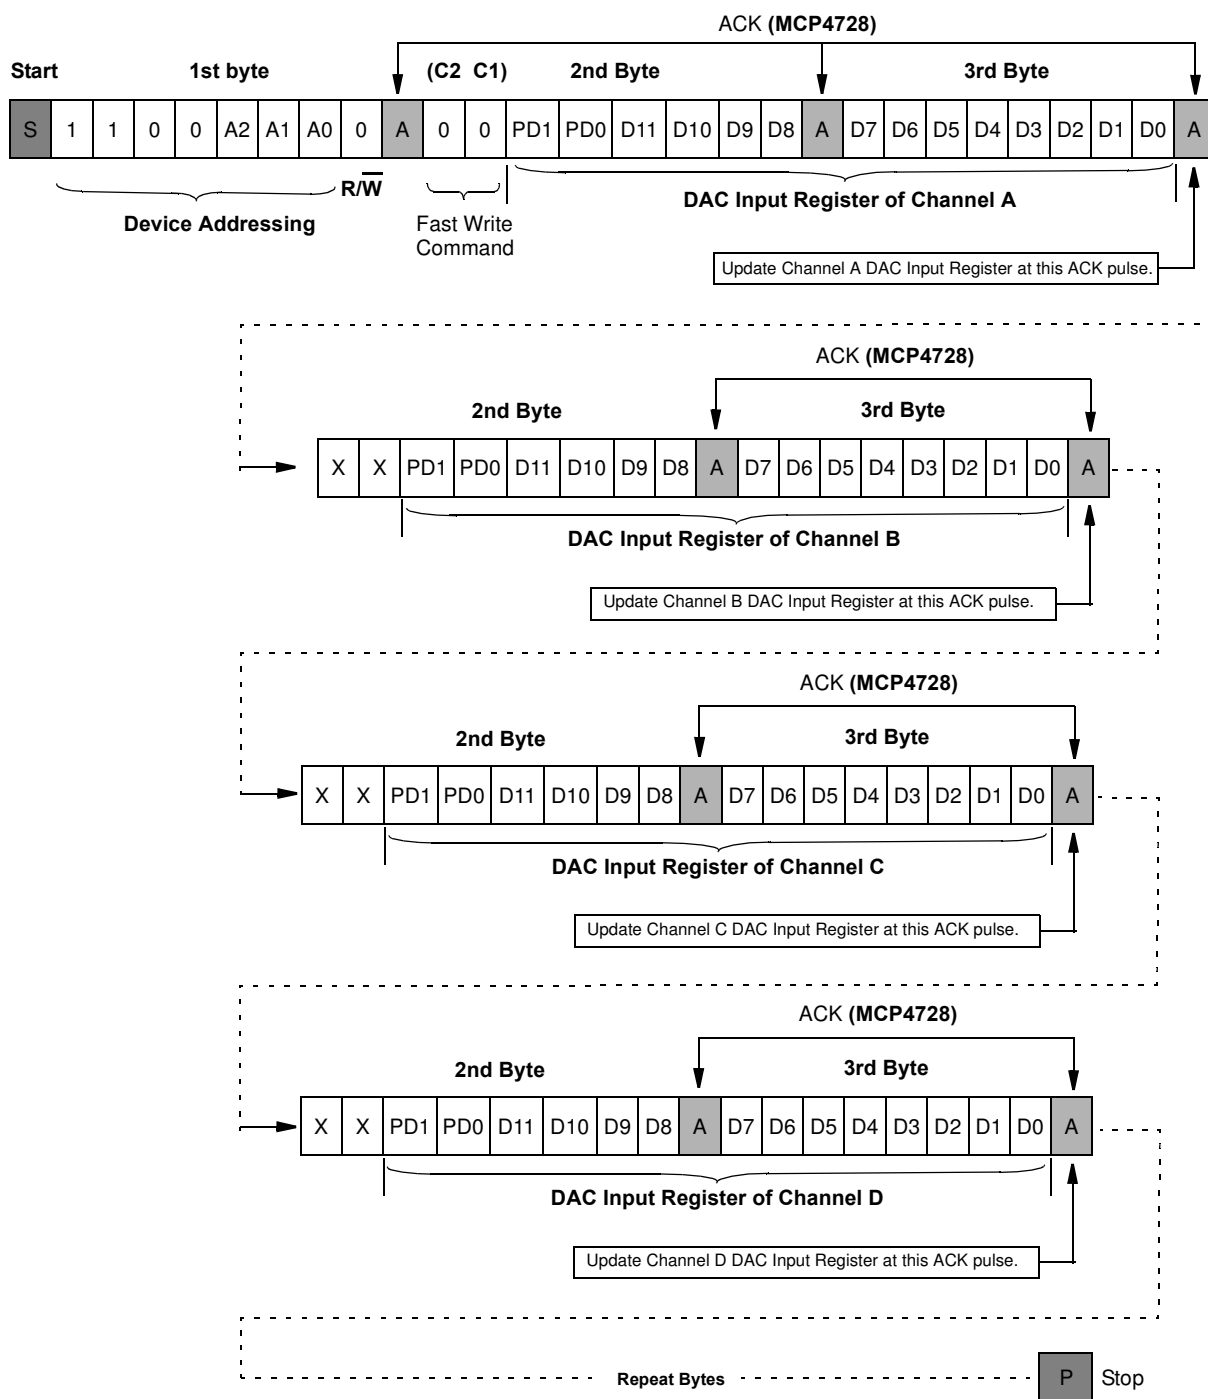 ACK (MCP4728)
Start 1st byte (C2 C1) 2nd Byte 3rd Byte
S 1 1 0 0 A2 A1 A0 0 A 0 0 PD1 PD0 D11 D10 D9 D8 A D7 D6 D5 D4 D3 D2 D1 D0 A
R/W
Device Addressing
Fast Write
Command
DAC Input Register of Channel A
Update Channel A DAC Input Register at this ACK pulse.
ACK (MCP4728)
2nd Byte 3rd Byte
X X PD1 PD0 D11 D10 D9 D8 A D7 D6 D5 D4 D3 D2 D1 D0 A
DAC Input Register of Channel B
Update Channel B DAC Input Register at this ACK pulse.
ACK (MCP4728)
2nd Byte 3rd Byte
X X PD1 PD0 D11 D10 D9 D8 A D7 D6 D5 D4 D3 D2 D1 D0 A
DAC Input Register of Channel C
Update Channel C DAC Input Register at this ACK pulse.
ACK (MCP4728)
2nd Byte 3rd Byte
X X PD1 PD0 D11 D10 D9 D8 A D7 D6 D5 D4 D3 D2 D1 D0 A
DAC Input Register of Channel D
Update Channel D DAC Input Register at this ACK pulse.
Repeat Bytes P Stop